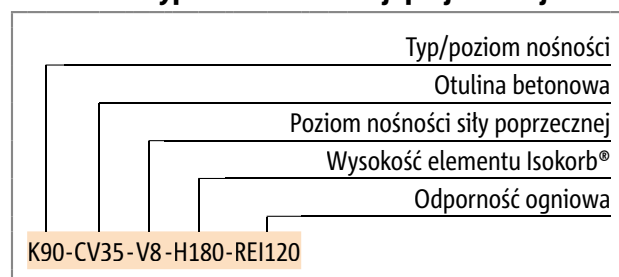 Typ/poziom nośności
Otulina betonowa
Poziom nośności siły poprzecznej
Wysokość elementu Isokorb®
Odporność ogniowa
K90-CV35-V8-H180-REI120